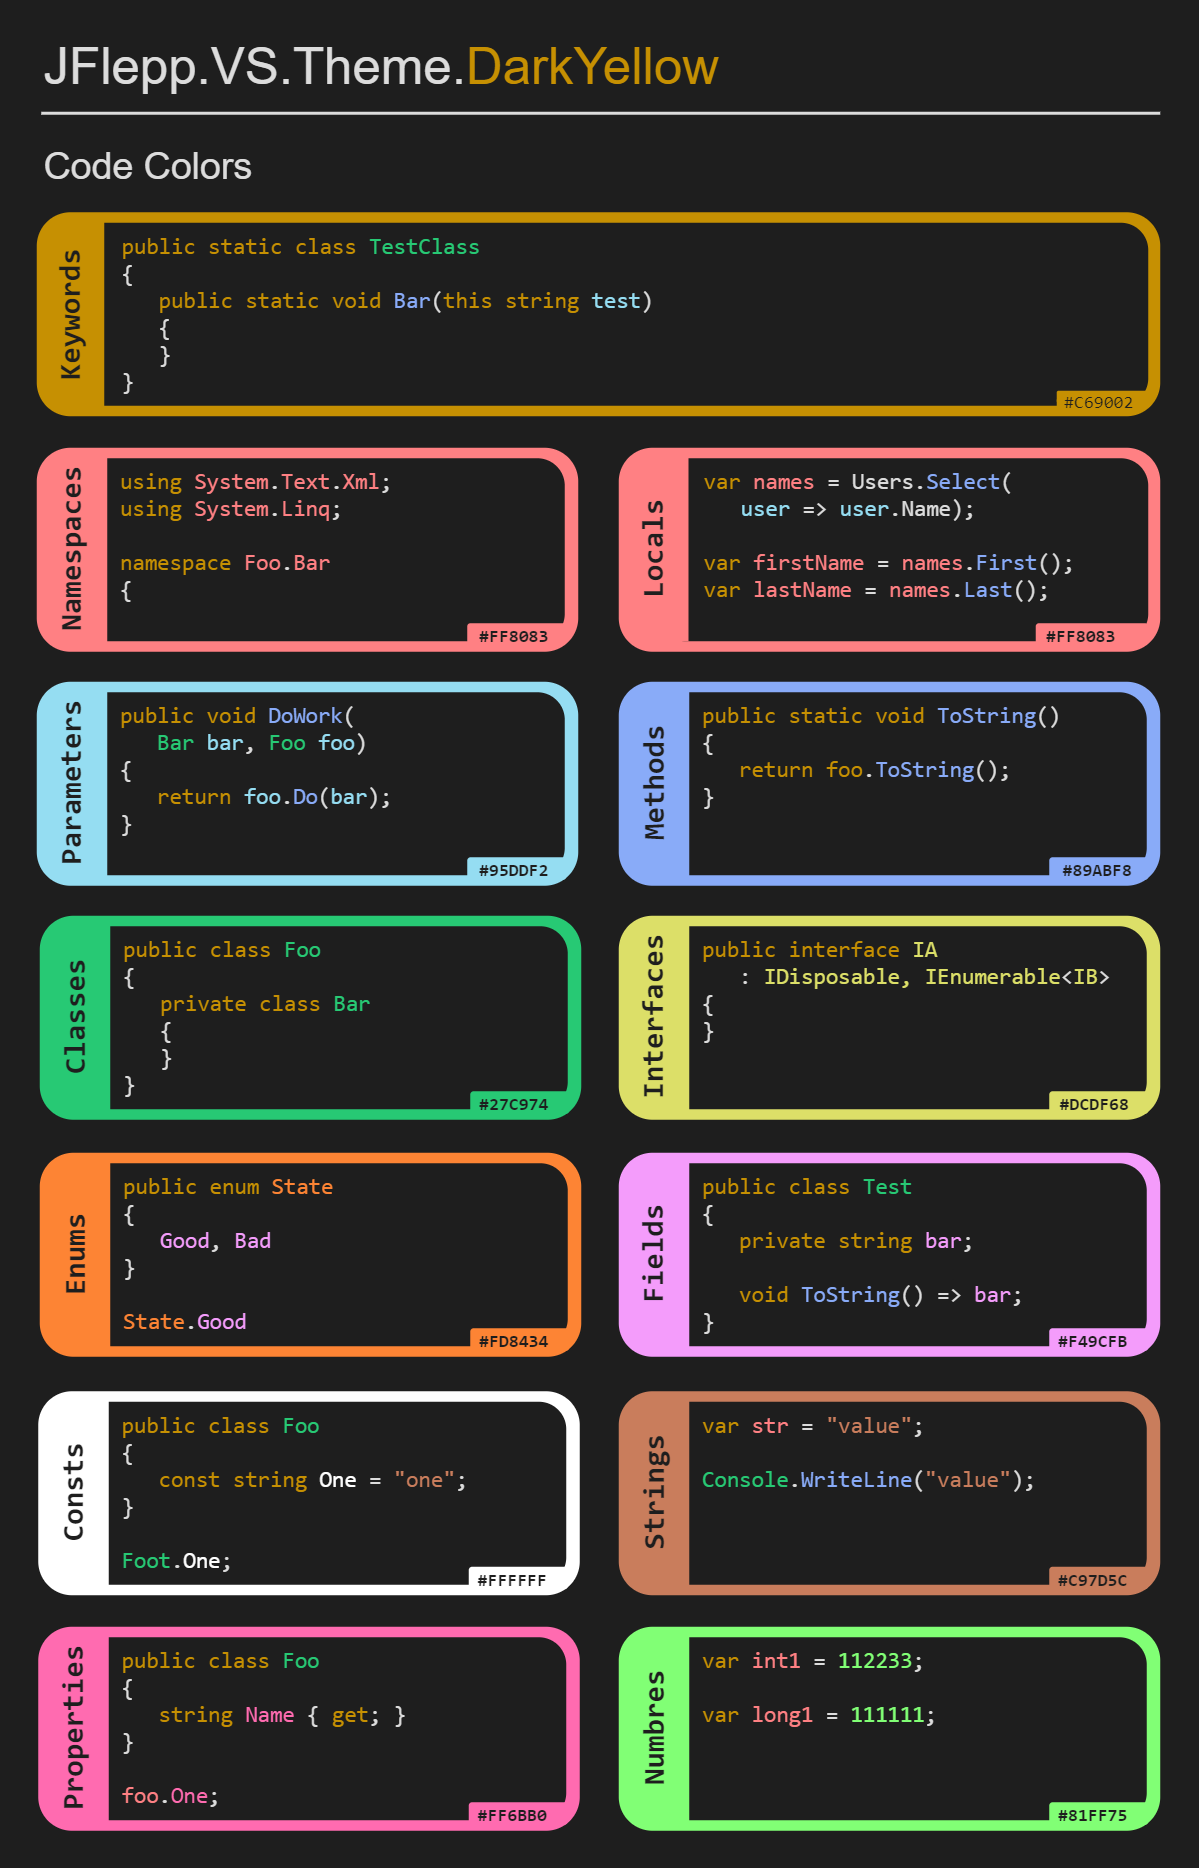 JFlepp.VS.Theme.DarkYellow
Code Colors
Keywords
public static class TestClass
{
public static void Bar(this string test)
{
}
}
#C69002
Namespaces
using System.Text.Xml;
using System.Linq;
namespace Foo.Bar
{
#FF8083
Locals
var names = Users.Select(
user => user.Name);
var firstName = names.First();
var lastName = names.Last();
#FF8083
Parameters
public void DoWork(
Bar bar, Foo foo)
{
return foo.Do(bar);
}
#95DDF2
Methods
public static void ToString()
{
return foo.ToString();
}
#89ABF8
Classes
public class Foo
{
private class Bar
{
}
}
#27C974
Interfaces
public interface IA
: IDisposable, IEnumerable<IB>
{
}
#DCDF68
Enums
public enum State
{
Good, Bad
}
State.Good
#FD8434
Fields
public class Test
{
private string bar;
void ToString() => bar;
}
#F49CFB
Consts
public class Foo
{
const string One = "one";
}
Foot.One;
#FFFFFF
Strings
var str = "value";
Console.WriteLine("value");
#C97D5C
Properties
public class Foo
{
string Name { get; }
}
foo.One;
#FF6BB0
Numbres
var int1 = 112233;
var long1 = 111111;
#81FF75